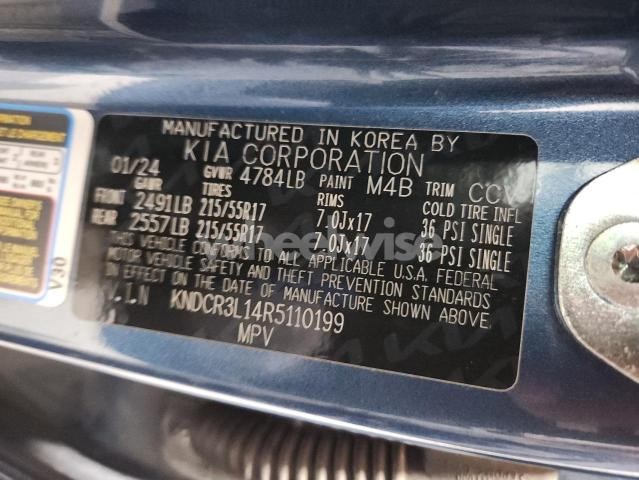 MANUFACTURED IN KOREA BY
KIA CORPORATION
01/24 GVWR 4784LB PAINT M4B TRIM CCV
GAWR TIRES RIMS COLD TIRE INFL
FRONT 2491LB 215/55R17 7.0Jx17 36 PSI SINGLE
REAR 2557LB 215/55R17 7.0Jx17 36 PSI SINGLE
THIS VEHICLE CONFORMS TO ALL APPLICABLE U.S.A. FEDERAL
MOTOR VEHICLE SAFETY AND THEFT PREVENTION STANDARDS
IN EFFECT ON THE DATE OF MANUFACTURE SHOWN ABOVE.
V.I.N KNDCR3L14R5110199
MPV
V30